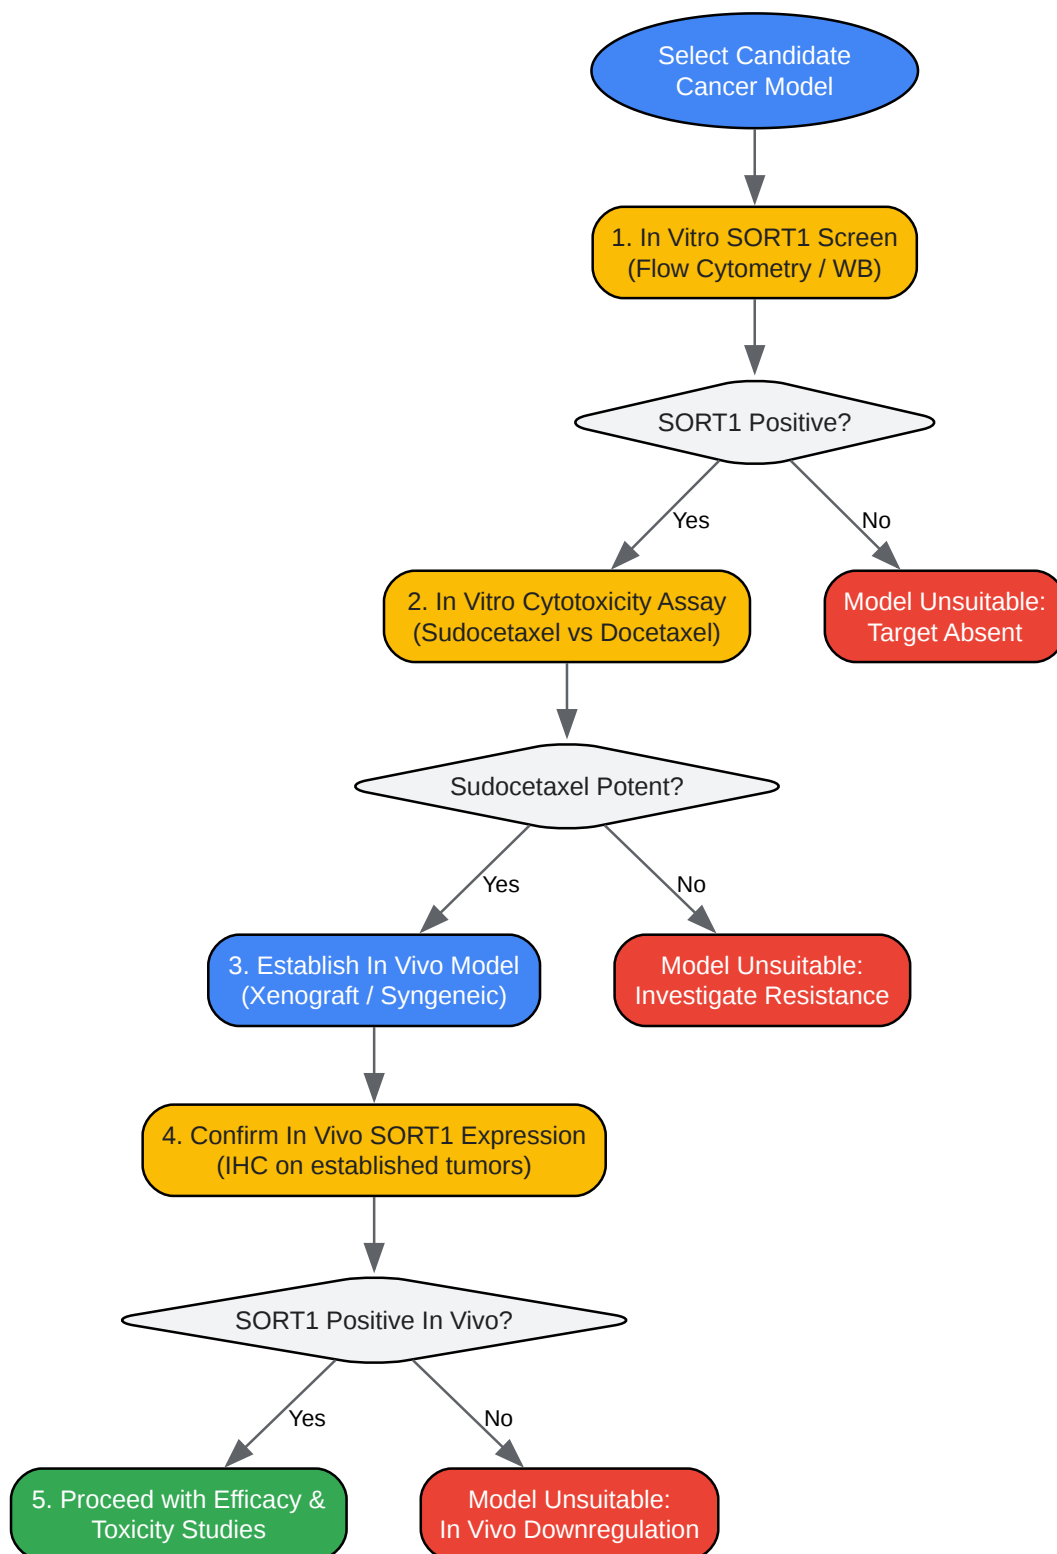 Select Candidate
Cancer Model
1. In Vitro SORT1 Screen
(Flow Cytometry / WB)
SORT1 Positive?
Yes
No
2. In Vitro Cytotoxicity Assay
(Sudocetaxel vs Docetaxel)
Model Unsuitable:
Target Absent
Sudocetaxel Potent?
Yes
No
3. Establish In Vivo Model
(Xenograft / Syngeneic)
Model Unsuitable:
Investigate Resistance
4. Confirm In Vivo SORT1 Expression
(IHC on established tumors)
SORT1 Positive In Vivo?
Yes
No
5. Proceed with Efficacy &
Toxicity Studies
Model Unsuitable:
In Vivo Downregulation